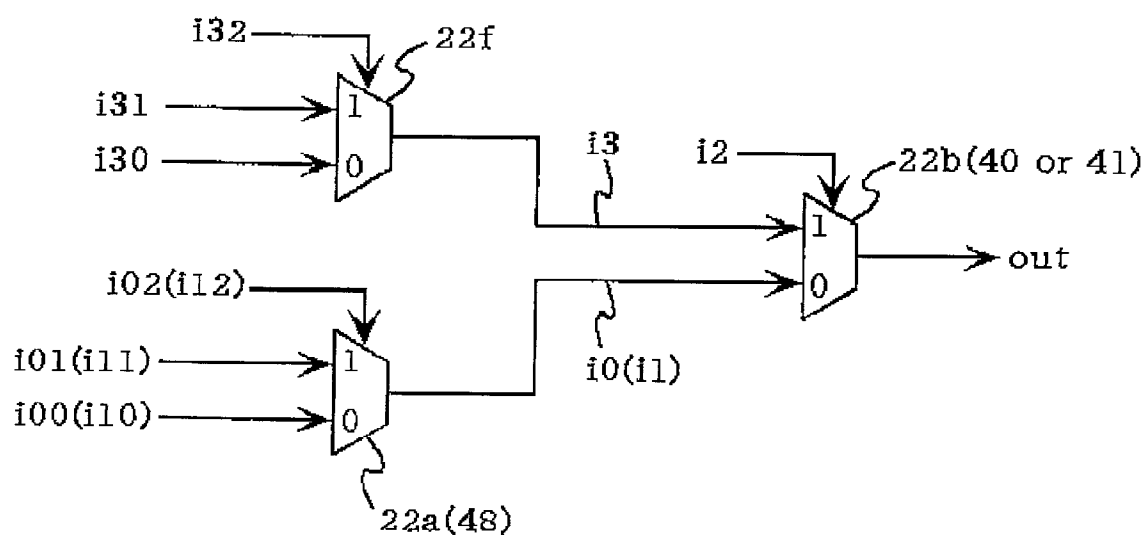 i32
22f
i31
1
i30
0
i3
i2
22b(40 or 41)
1
out
i02(i12)
0
i01(i11)
1
i0(i1)
i00(i10)
0
22a(48)